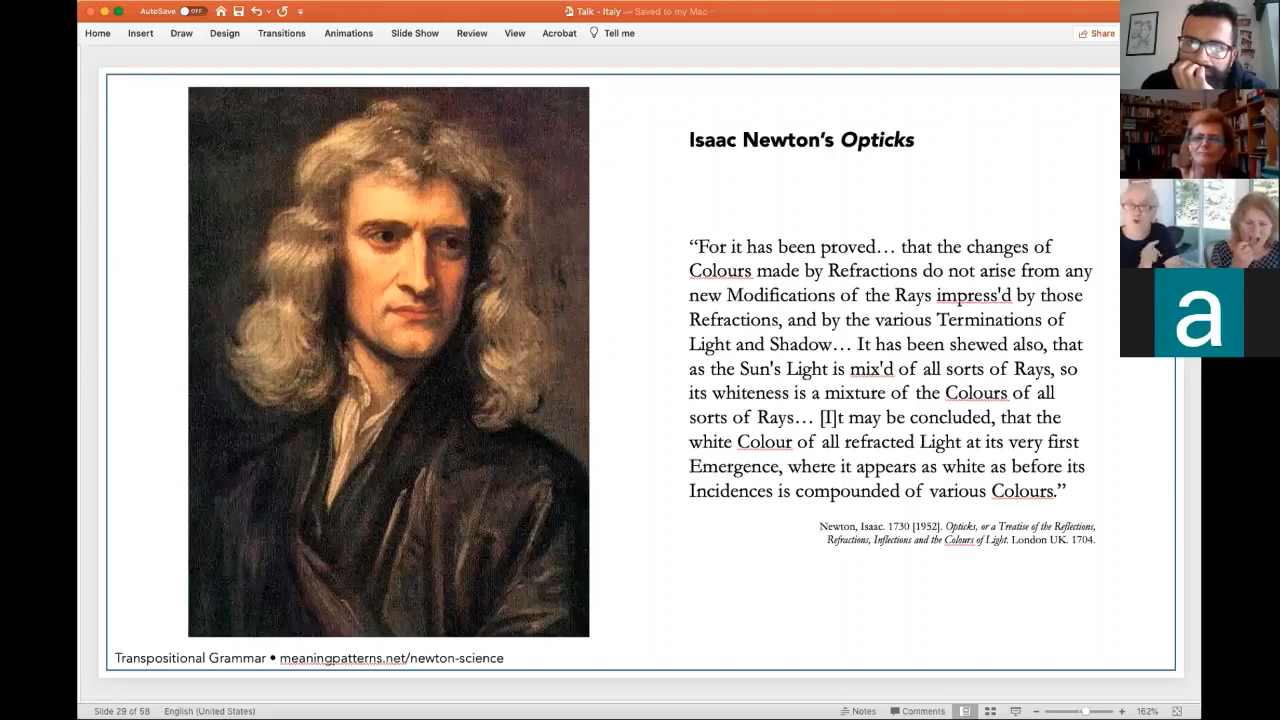 AutoSave OFF
Talk - Italy — Saved to my Mac
Home Insert Draw Design Transitions Animations Slide Show Review View Acrobat Tell me Share
Isaac Newton’s Opticks
“For it has been proved… that the changes of
Colours made by Refractions do not arise from any
new Modifications of the Rays impress'd by those
Refractions, and by the various Terminations of
Light and Shadow… It has been shewed also, that
as the Sun's Light is mix'd of all sorts of Rays, so
its whiteness is a mixture of the Colours of all
sorts of Rays… [I]t may be concluded, that the
white Colour of all refracted Light at its very first
Emergence, where it appears as white as before its
Incidences is compounded of various Colours.”
Newton, Isaac. 1730 [1952]. Opticks, or a Treatise of the Reflections,
Refractions, Inflections and the Colours of Light. London UK. 1704.
a
Transpositional Grammar • meaningpatterns.net/newton-science
Slide 29 of 58 English (United States) Notes Comments 162%